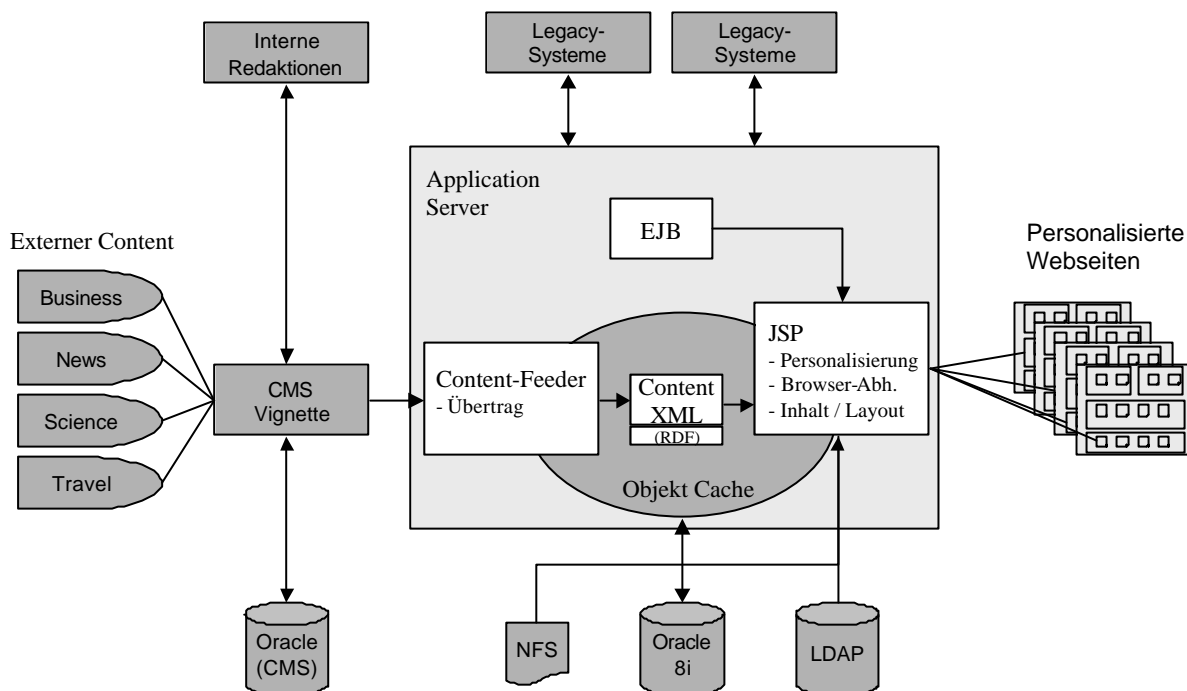 Interne
Redaktionen
Legacy-
Systeme
Legacy-
Systeme
Application
Server
EJB
Externer Content
Business
News
Science
Travel
CMS
Vignette
Content-Feeder
- Übertrag
Content
XML
(RDF)
JSP
- Personalisierung
- Browser-Abh.
- Inhalt / Layout
Objekt Cache
Personalisierte
Webseiten
Oracle
(CMS)
NFS
Oracle
8i
LDAP